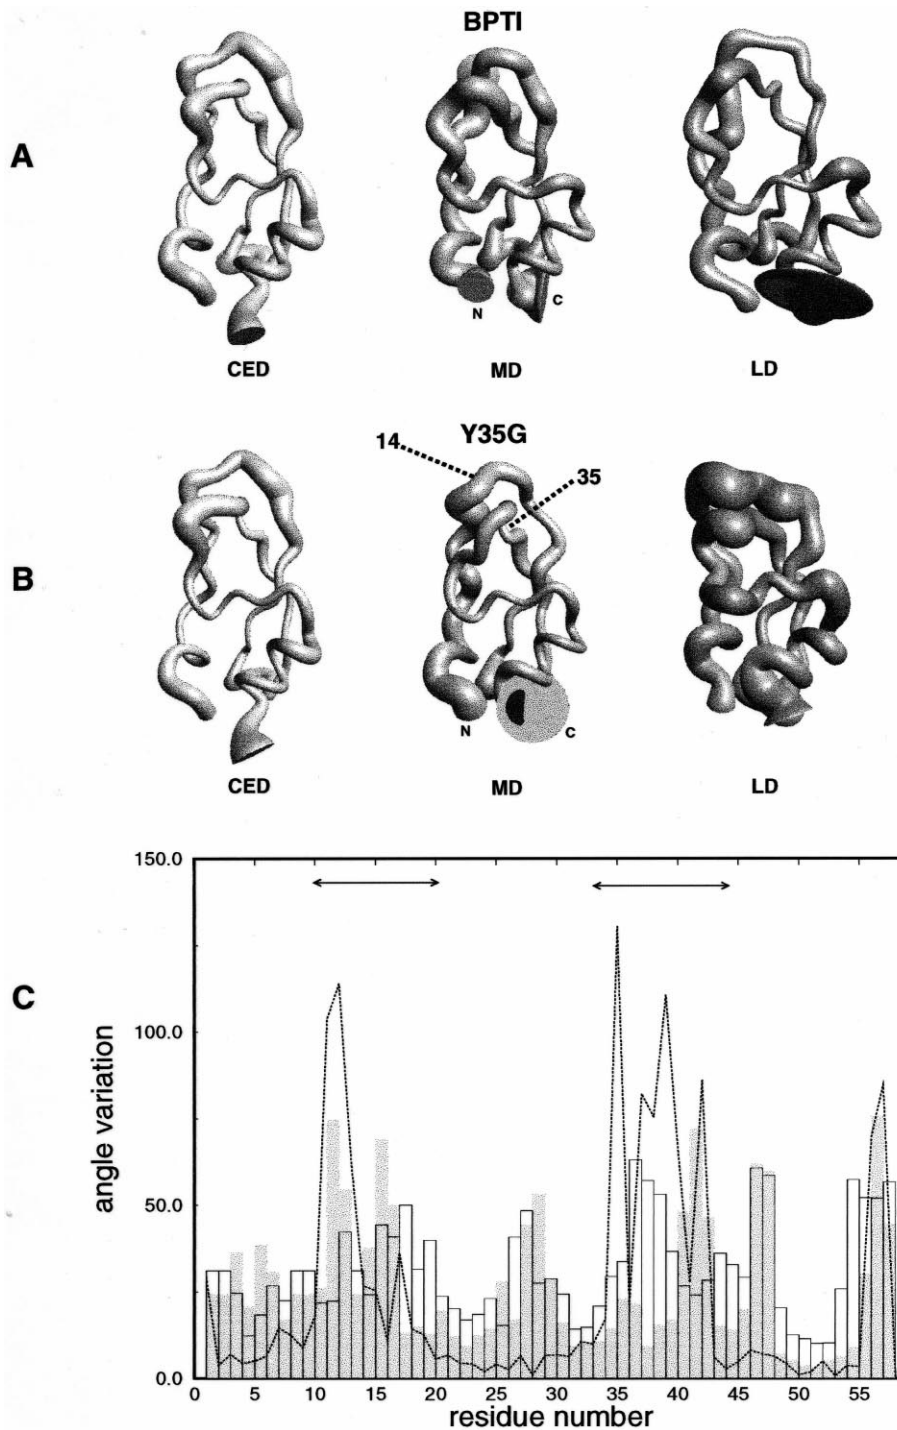 BPTI
A
N
C
CED
MD
LD
Y35G
14
35
B
N
C
CED
MD
LD
C
150.0
100.0
50.0
0.0
angle variation
0 5 10 15 20 25 30 35 40 45 50 55
residue number